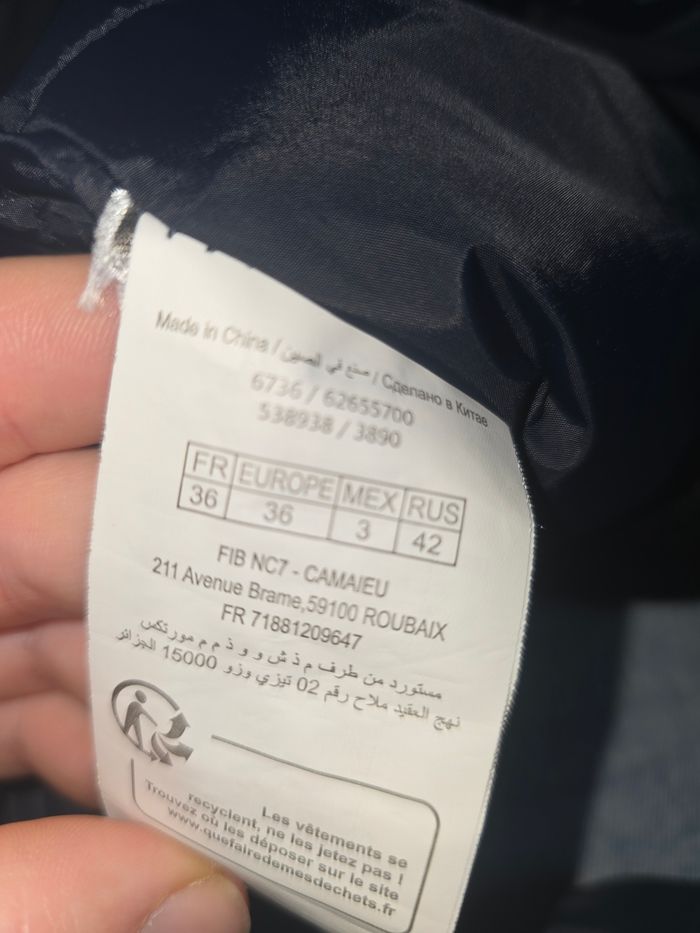 Made in China / صنع في الصين / Сделано в Китае
6736 / 62655700
538938 / 3890
FR EUROPE MEX RUS
36 36 3 42
FIB NC7 - CAMAIEU
211 Avenue Brame,59100 ROUBAIX
FR 71881209647
مستورد من طرف م ذ ش و و ذ م م مورتكس
نهج العقيد ملاح رقم 02 تيزي وزو 15000 الجزائر
Les vêtements se
recyclent, ne les jetez pas !
Trouvez où les déposer sur le site
www.quefairedemesdechets.fr